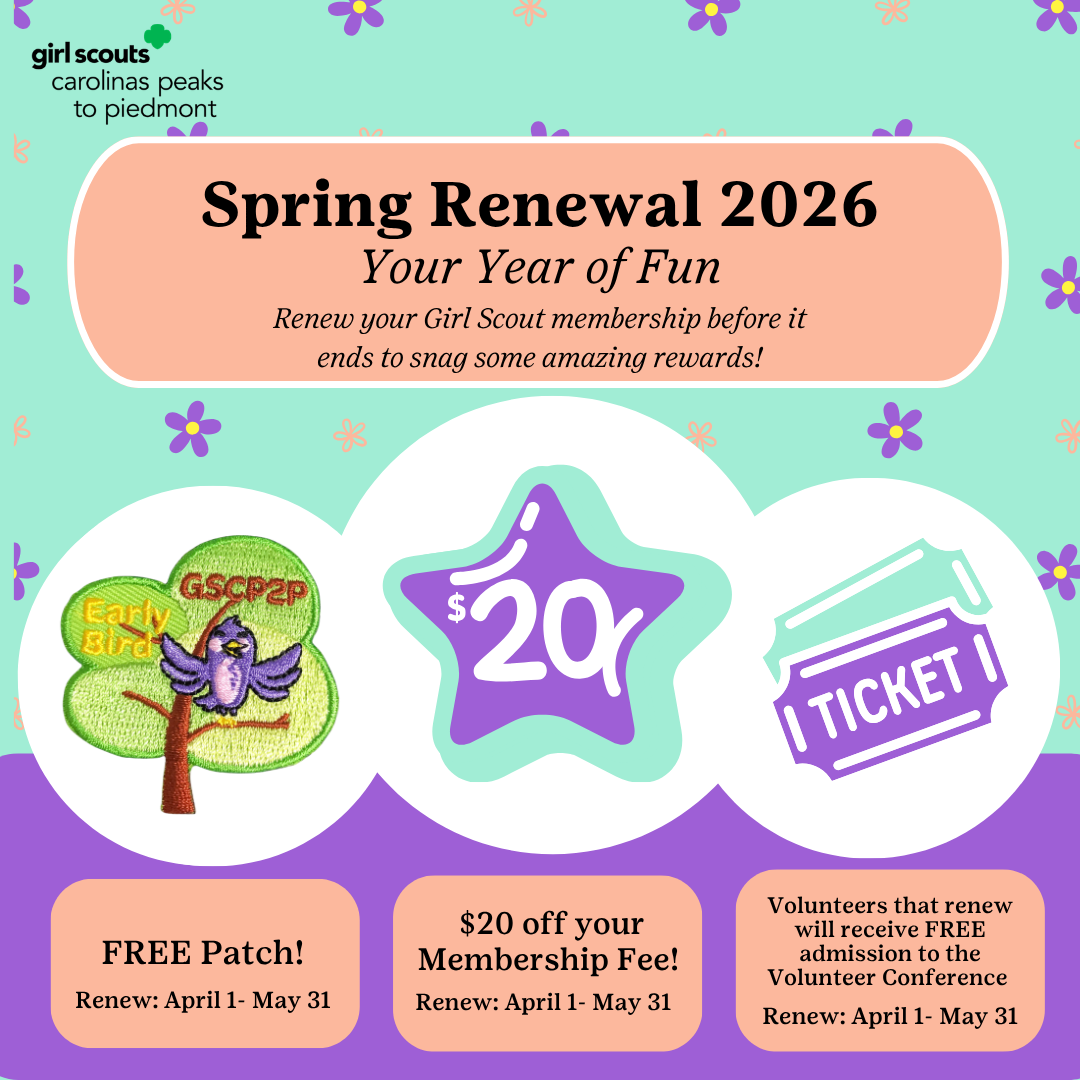 girl scouts
carolinas peaks
to piedmont
Spring Renewal 2026
Your Year of Fun
Renew your Girl Scout membership before it
ends to snag some amazing rewards!
GSCP2P
Early
Bird
$20
TICKET
FREE Patch!
Renew: April 1- May 31
$20 off your
Membership Fee!
Renew: April 1- May 31
Volunteers that renew
will receive FREE
admission to the
Volunteer Conference
Renew: April 1- May 31